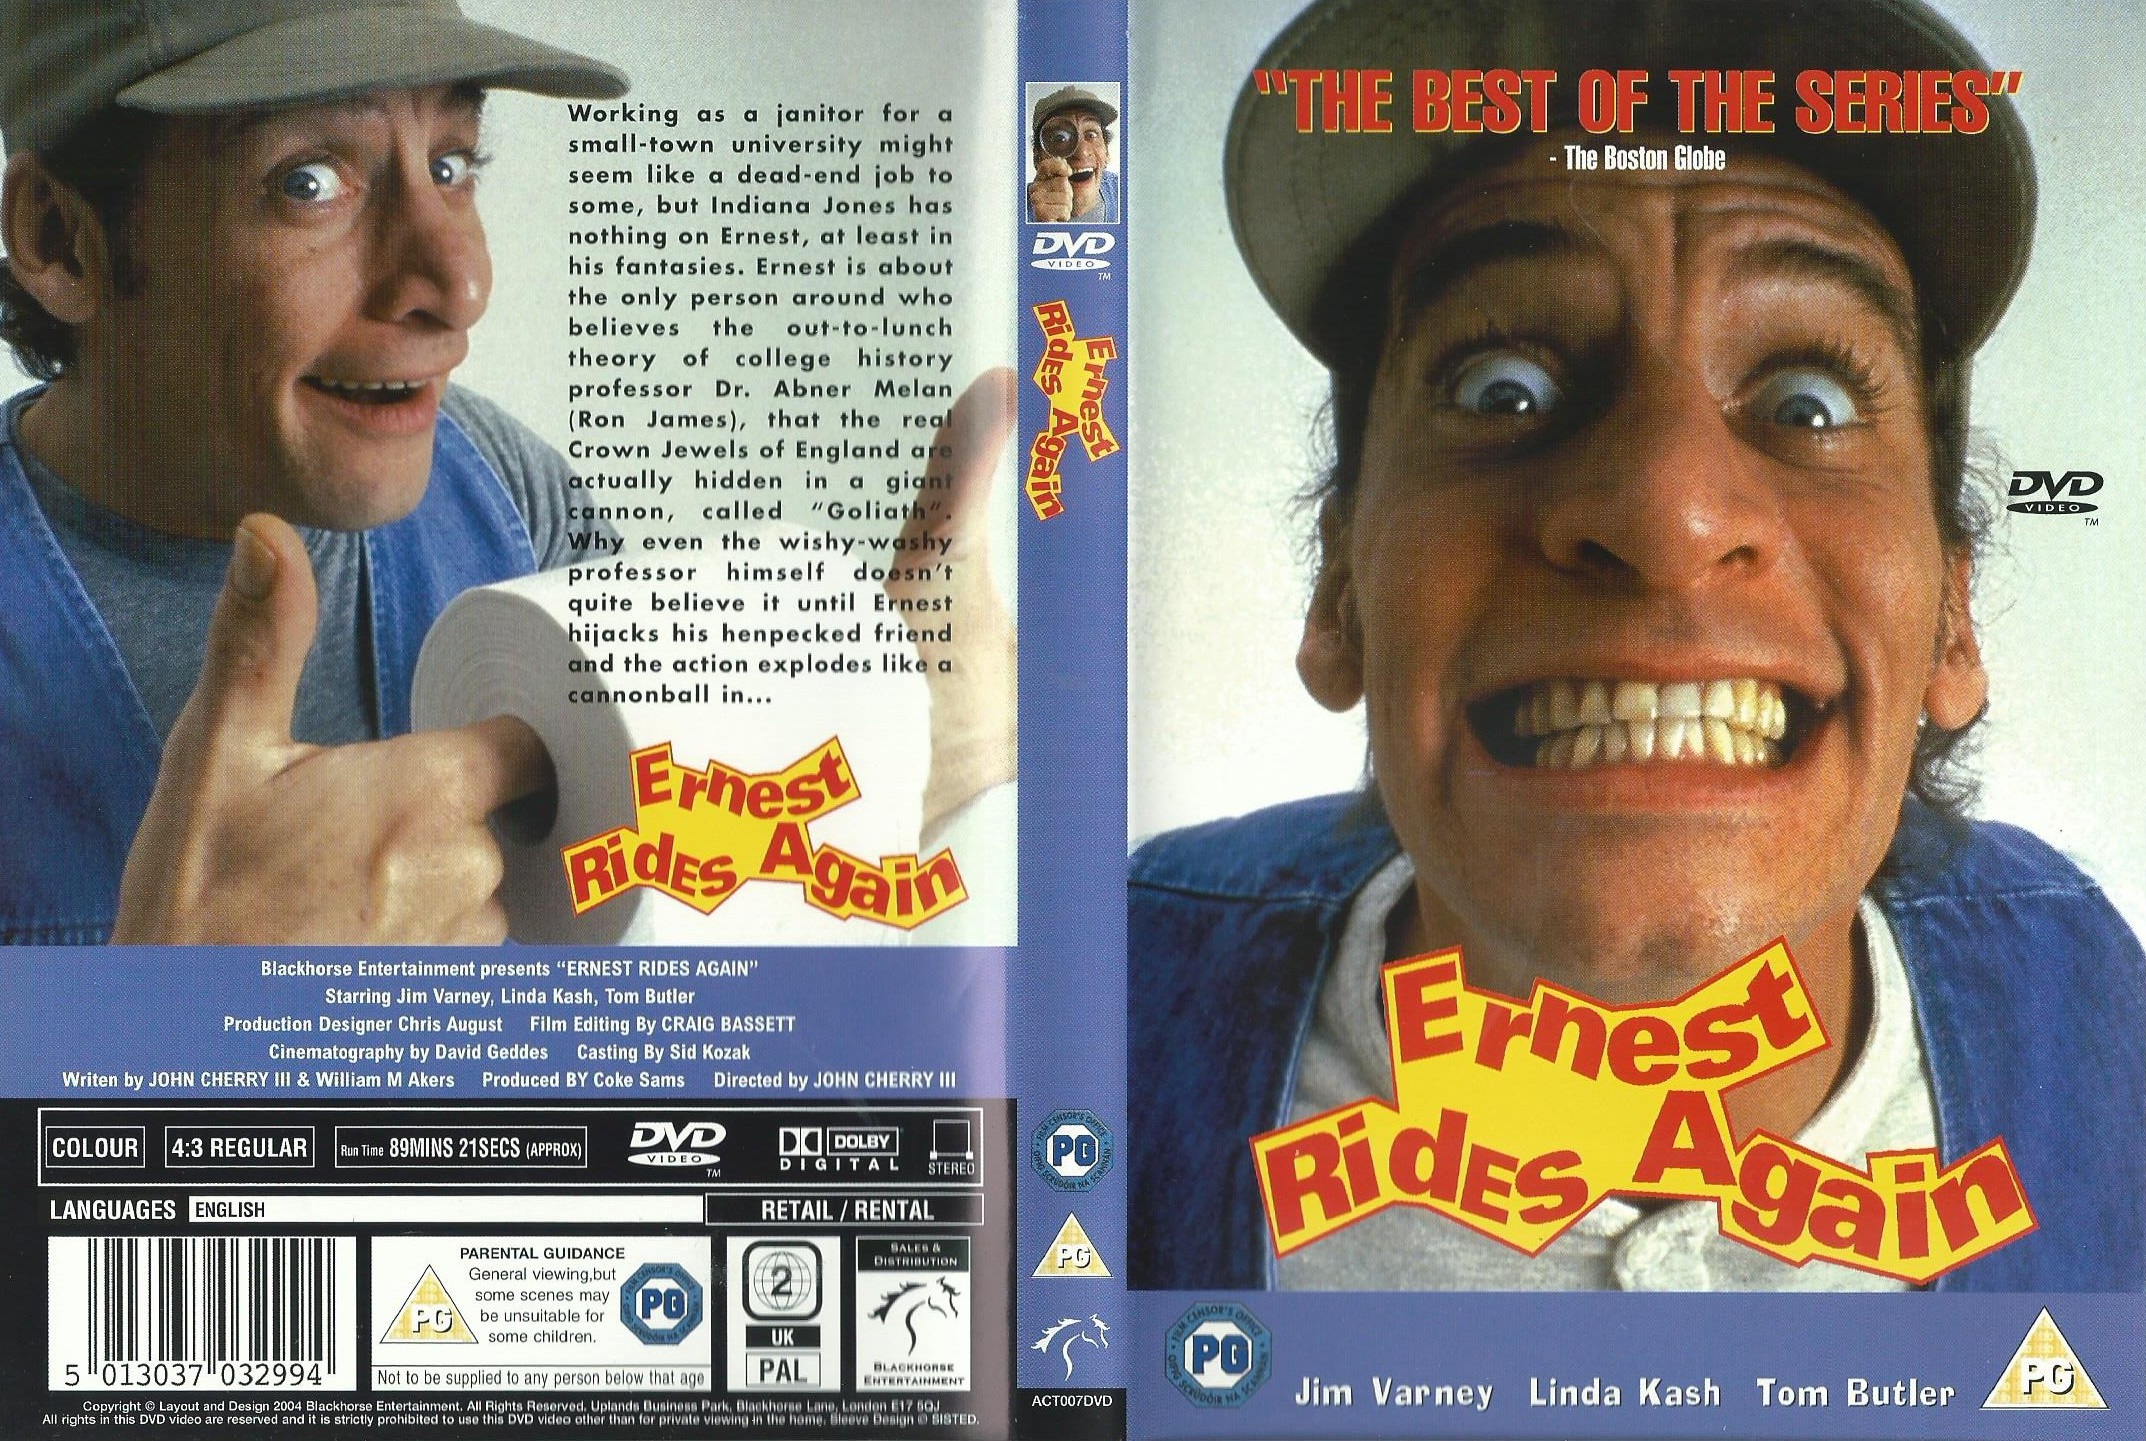 Working as a janitor for a
small-town university might
seem like a dead-end job to
some, but Indiana Jones has
nothing on Ernest, at least in
his fantasies. Ernest is about
the only person around who
believes the out-to-lunch
theory of college history
professor Dr. Abner Melan
(Ron James), that the real
Crown Jewels of England are
actually hidden in a giant
cannon, called "Goliath".
Why even the wishy-washy
professor himself doesn't
quite believe it until Ernest
hijacks his henpecked friend
and the action explodes like a
cannonball in...
Ernest
Rides Again
Blackhorse Entertainment presents "ERNEST RIDES AGAIN"
Starring Jim Varney, Linda Kash, Tom Butler
Production Designer Chris August Film Editing By CRAIG BASSETT
Cinematography by David Geddes Casting By Sid Kozak
Writen by JOHN CHERRY III & William M Akers Produced BY Coke Sams Directed by JOHN CHERRY III
COLOUR
4:3 REGULAR
Run Time 89MINS 21SECS (APPROX)
DVD
VIDEO
TM
DOLBY
DIGITAL
STEREO
LANGUAGES ENGLISH
RETAIL / RENTAL
5 013037 032994
PARENTAL GUIDANCE
General viewing,but
some scenes may
be unsuitable for
some children.
PG
PG
Not to be supplied to any person below that age
2
UK
PAL
SALES &
DISTRIBUTION
BLACKHORSE
ENTERTAINMENT
Copyright © Layout and Design 2004 Blackhorse Entertainment. All Rights Reserved. Uplands Business Park, Blackhorse Lane, London E17 5QJ
All rights in this DVD video are reserved and it is strictly prohibited to use this DVD video other than for private viewing in the home. Sleeve Design © SISTED.
DVD
VIDEO
TM
Ernest
Rides Again
PG
PG
ACT007DVD
"THE BEST OF THE SERIES"
- The Boston Globe
DVD
VIDEO
TM
Ernest
Rides Again
FILM CENSOR'S OFFICE
PG
OIFIG SCRÚDÓIR NA SCANNÁN
Jim Varney Linda Kash Tom Butler
PG